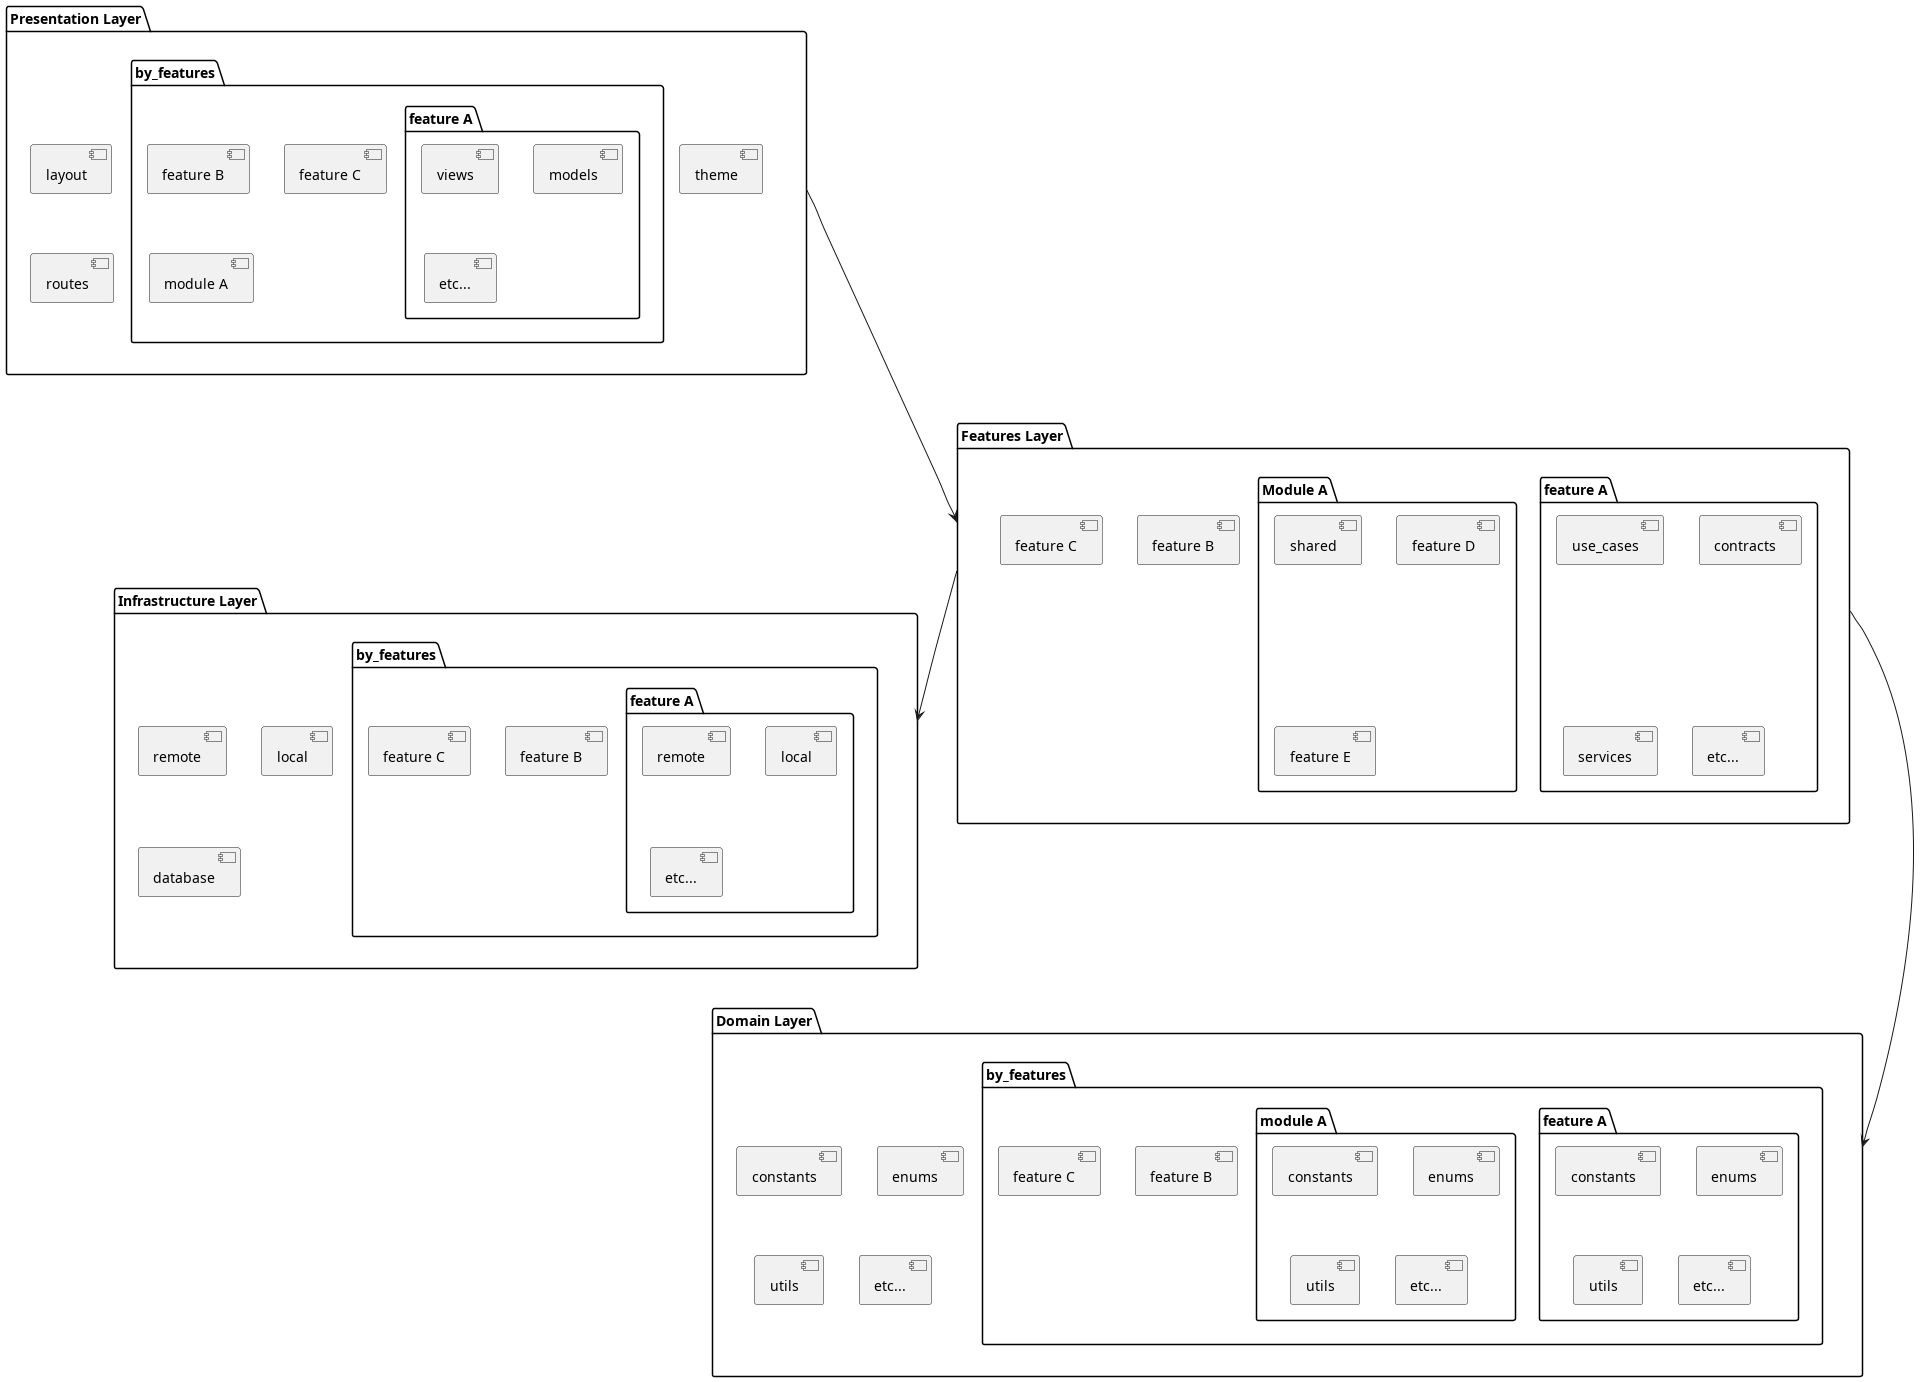 Presentation Layer
by_features
feature A
layout
feature B
feature C
views
models
theme
routes
module A
etc...
Features Layer
Module A
feature A
feature C
feature B
shared
feature D
use_cases
contracts
feature E
services
etc...
Infrastructure Layer
by_features
feature A
remote
local
feature C
feature B
remote
local
database
etc...
Domain Layer
by_features
module A
feature A
constants
enums
feature C
feature B
constants
enums
constants
enums
utils
etc...
utils
etc...
utils
etc...